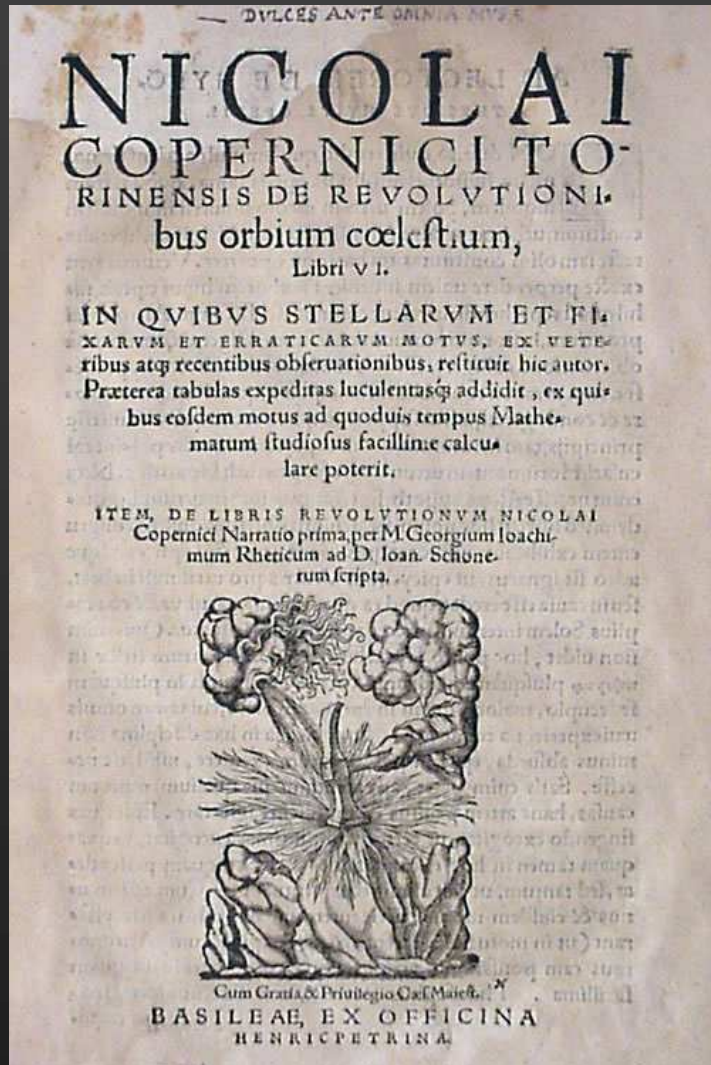 DVLCES ANTE OMNIA MVSÆ
NICOLAI
COPERNICI TO-
RINENSIS DE REVOLVTIONI-
bus orbium cœlestium,
Libri VI.
IN QVIBVS STELLARVM ET FI-
XARVM ET ERRATICARVM MOTVS, EX VETE-
ribus atq̃ recentibus obseruationibus, restituit hic autor.
Præterea tabulas expeditas luculentasq̃ addidit, ex qui-
bus eosdem motus ad quoduis tempus Mathe-
matum studiosus facillime calcu-
lare poterit.
ITEM, DE LIBRIS REVOLVTIONVM NICOLAI
Copernici Narratio prima, per M. Georgium Ioachi-
mum Rheticum ad D. Ioan. Schone-
rum scripta.
Cum Gratia & Priuilegio Cæs. Maiest.
BASILEAE, EX OFFICINA
HENRICPETRINA.